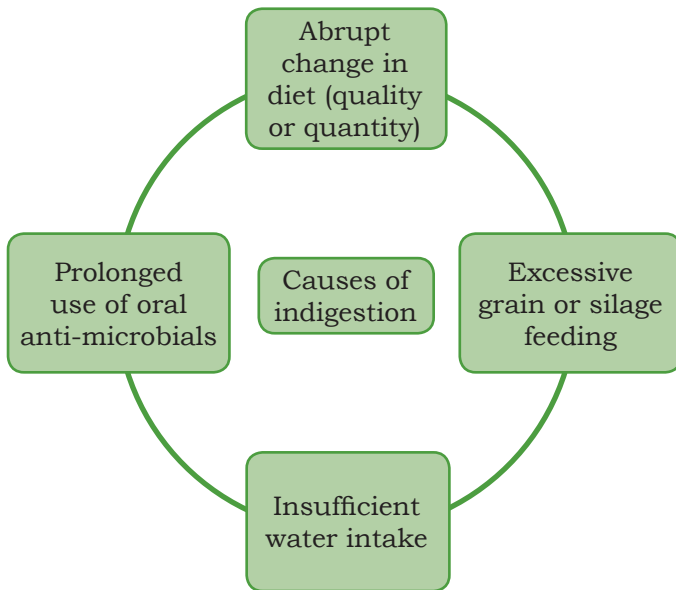 Abrupt
change in
diet (quality
or quantity)
Prolonged
use of oral
anti-microbials
Causes of
indigestion
Excessive
grain or silage
feeding
Insufficient
water intake